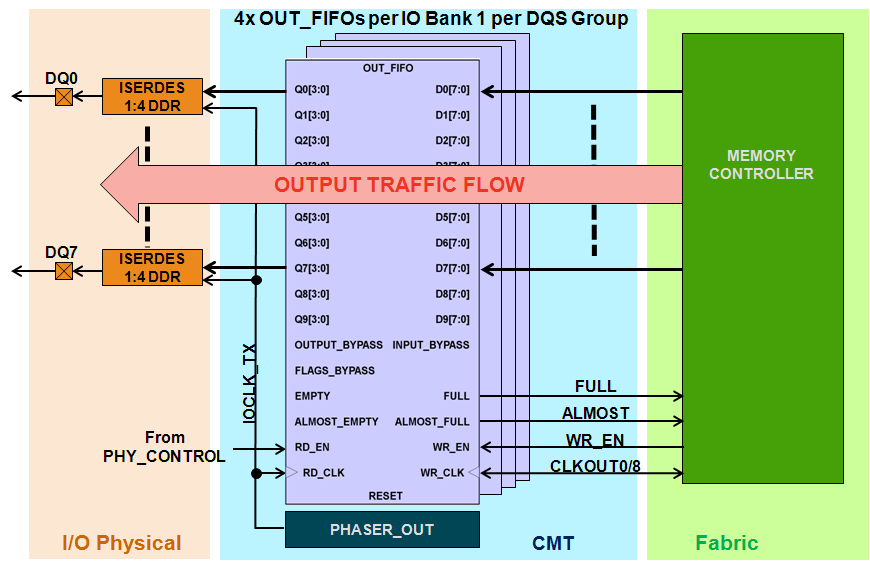 4x OUT_FIFOs per IO Bank 1 per DQS Group
DQ0
ISERDES
1:4 DDR
OUT_FIFO
Q0[3:0] D0[7:0]
Q1[3:0] D1[7:0]
Q2[3:0] D2[7:0]
MEMORY
CONTROLLER
OUTPUT TRAFFIC FLOW
Q5[3:0] D5[7:0]
Q6[3:0] D6[7:0]
DQ7
ISERDES
1:4 DDR
Q7[3:0] D7[7:0]
Q8[3:0] D8[7:0]
Q9[3:0] D9[7:0]
OUTPUT_BYPASS INPUT_BYPASS
FLAGS_BYPASS
IOCLK_TX
EMPTY FULL
FULL
ALMOST_EMPTY ALMOST_FULL
ALMOST
From
PHY_CONTROL
RD_EN WR_EN
WR_EN
RD_CLK WR_CLK
CLKOUT0/8
RESET
PHASER_OUT
I/O Physical
CMT
Fabric